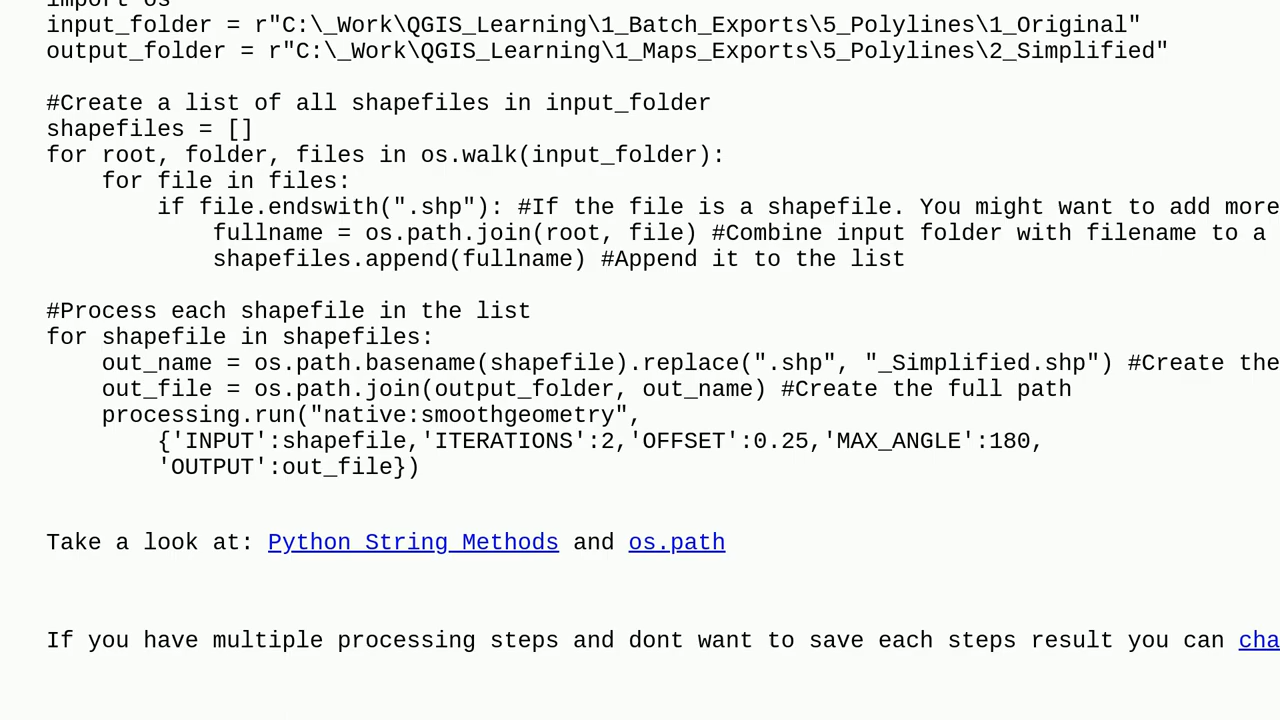 import os
input_folder = r"C:\_Work\QGIS_Learning\1_Batch_Exports\5_Polylines\1_Original"
output_folder = r"C:\_Work\QGIS_Learning\1_Maps_Exports\5_Polylines\2_Simplified"
#Create a list of all shapefiles in input_folder
shapefiles = []
for root, folder, files in os.walk(input_folder):
    for file in files:
        if file.endswith(".shp"): #If the file is a shapefile. You might want to add more
            fullname = os.path.join(root, file) #Combine input folder with filename to a
            shapefiles.append(fullname) #Append it to the list
#Process each shapefile in the list
for shapefile in shapefiles:
    out_name = os.path.basename(shapefile).replace(".shp", "_Simplified.shp") #Create the
    out_file = os.path.join(output_folder, out_name) #Create the full path
    processing.run("native:smoothgeometry",
        {'INPUT':shapefile,'ITERATIONS':2,'OFFSET':0.25,'MAX_ANGLE':180,
        'OUTPUT':out_file})
Take a look at: Python String Methods and os.path
If you have multiple processing steps and dont want to save each steps result you can cha